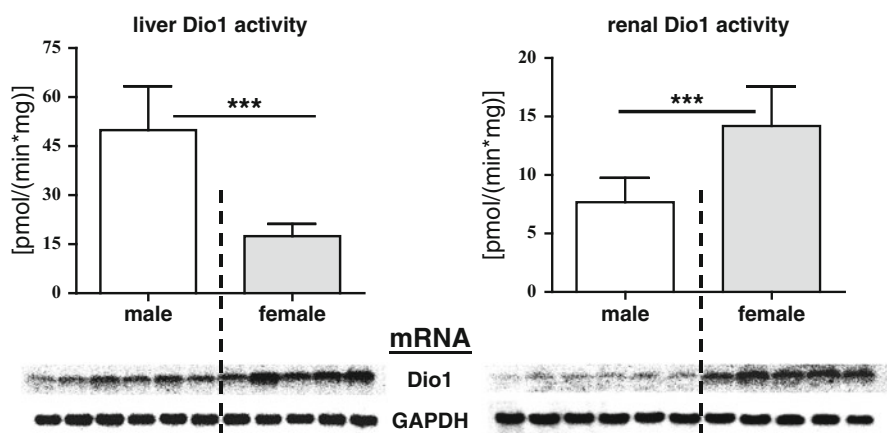 liver Dio1 activity
[pmol/(min*mg)]
75
60
45
30
15
0
***
male
female
renal Dio1 activity
[pmol/(min*mg)]
20
15
10
5
0
***
male
female
mRNA
Dio1
GAPDH